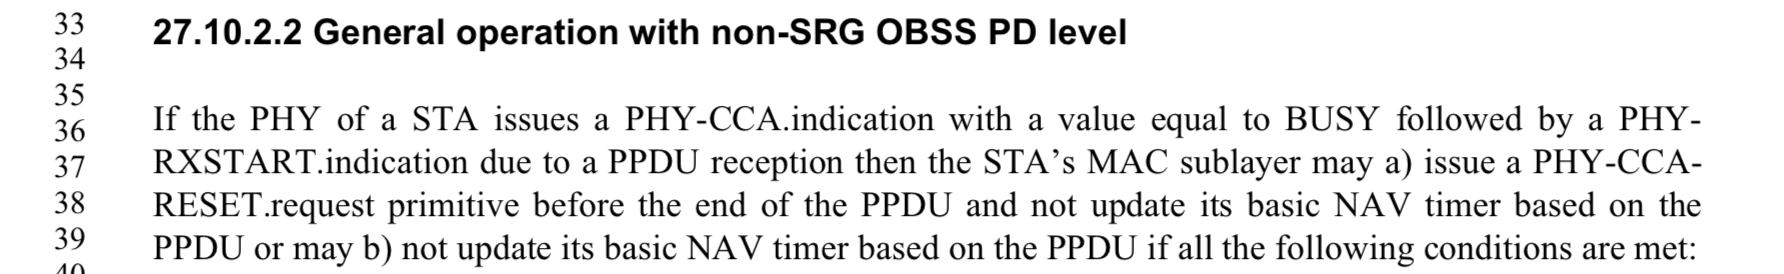 33 27.10.2.2 General operation with non-SRG OBSS PD level
34
35
36 If the PHY of a STA issues a PHY-CCA.indication with a value equal to BUSY followed by a PHY-
37 RXSTART.indication due to a PPDU reception then the STA's MAC sublayer may a) issue a PHY-CCA-
38 RESET.request primitive before the end of the PPDU and not update its basic NAV timer based on the
39 PPDU or may b) not update its basic NAV timer based on the PPDU if all the following conditions are met:
40